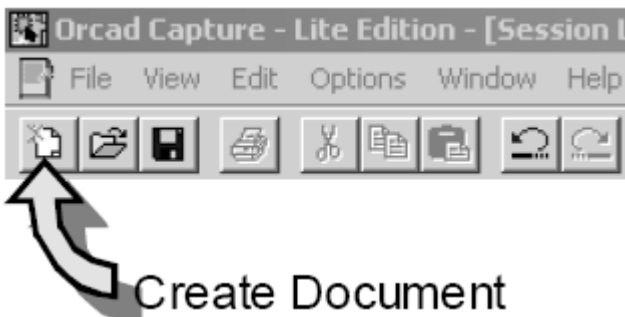 Orcad Capture - Lite Edition - [Session L
File View Edit Options Window Help
Create Document